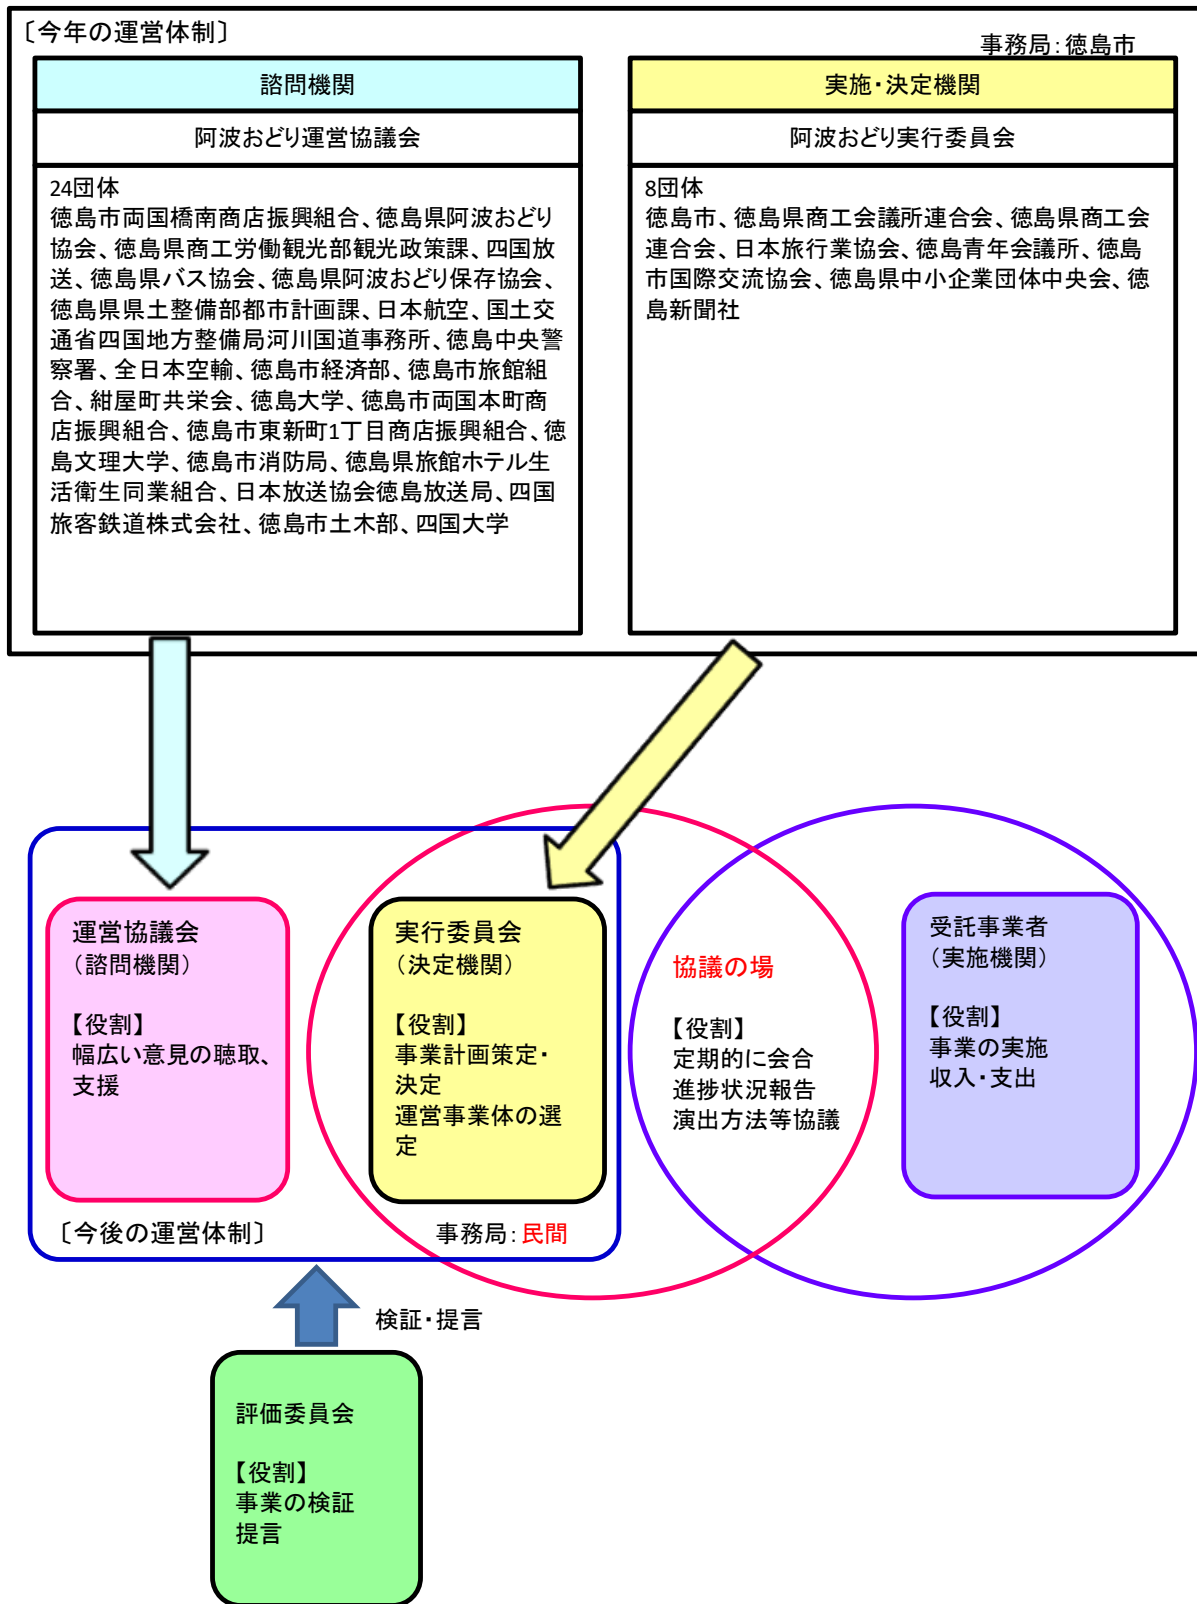 〔今年の運営体制〕
事務局：徳島市
諮問機関
阿波おどり運営協議会
24団体
徳島市両国橋南商店振興組合、徳島県阿波おどり
協会、徳島県商工労働観光部観光政策課、四国放
送、徳島県バス協会、徳島県阿波おどり保存協会、
徳島県県土整備部都市計画課、日本航空、国土交
通省四国地方整備局河川国道事務所、徳島中央警
察署、全日本空輸、徳島市経済部、徳島市旅館組
合、紺屋町共栄会、徳島大学、徳島市両国本町商
店振興組合、徳島市東新町1丁目商店振興組合、徳
島文理大学、徳島市消防局、徳島県旅館ホテル生
活衛生同業組合、日本放送協会徳島放送局、四国
旅客鉄道株式会社、徳島市土木部、四国大学
実施・決定機関
阿波おどり実行委員会
8団体
徳島市、徳島県商工会議所連合会、徳島県商工会
連合会、日本旅行業協会、徳島青年会議所、徳島
市国際交流協会、徳島県中小企業団体中央会、徳
島新聞社
運営協議会
（諮問機関）
【役割】
幅広い意見の聴取、
支援
実行委員会
（決定機関）
【役割】
事業計画策定・
決定
運営事業体の選
定
協議の場
【役割】
定期的に会合
進捗状況報告
演出方法等協議
受託事業者
（実施機関）
【役割】
事業の実施
収入・支出
〔今後の運営体制〕
事務局：民間
検証・提言
評価委員会
【役割】
事業の検証
提言